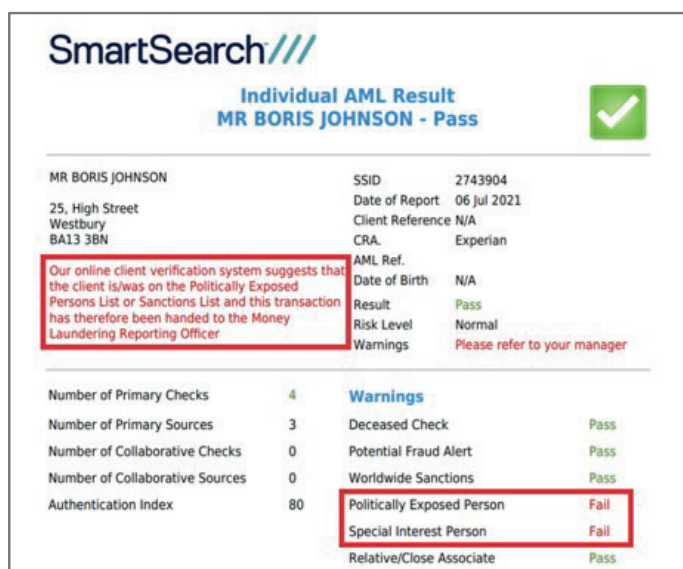 SmartSearch///
Individual AML Result
MR BORIS JOHNSON - Pass
MR BORIS JOHNSON
25, High Street
Westbury
BA13 3BN
Our online client verification system suggests that
the client is/was on the Politically Exposed
Persons List or Sanctions List and this transaction
has therefore been handed to the Money
Laundering Reporting Officer
SSID 2743904
Date of Report 06 Jul 2021
Client Reference N/A
CRA. Experian
AML Ref.
Date of Birth N/A
Result Pass
Risk Level Normal
Warnings Please refer to your manager
Number of Primary Checks 4
Number of Primary Sources 3
Number of Collaborative Checks 0
Number of Collaborative Sources 0
Authentication Index 80
Warnings
Deceased Check Pass
Potential Fraud Alert Pass
Worldwide Sanctions Pass
Politically Exposed Person Fail
Special Interest Person Fail
Relative/Close Associate Pass